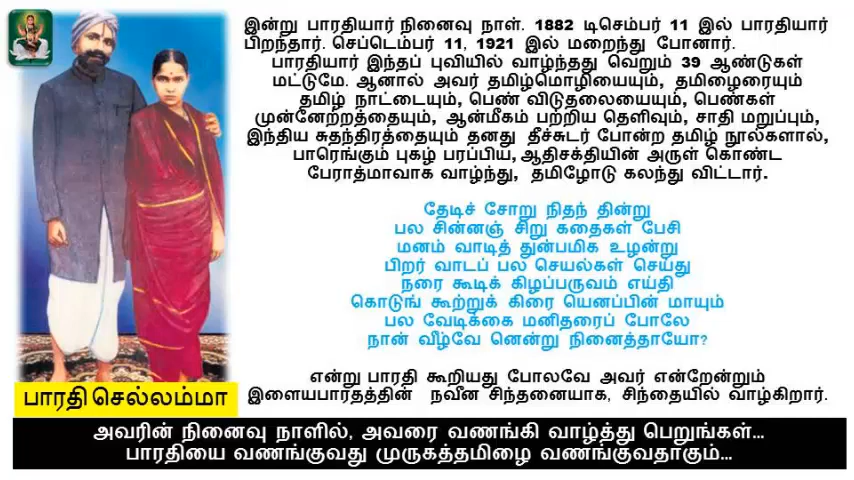 இன்று பாரதியார் நினைவு நாள். 1882 டிசெம்பர் 11 இல் பாரதியார்
பிறந்தார். செப்டெம்பர் 11, 1921 இல் மறைந்து போனார்.
பாரதியார் இந்தப் புவியில் வாழ்ந்தது வெறும் 39 ஆண்டுகள்
மட்டுமே. ஆனால் அவர் தமிழ்மொழியையும், தமிழைரையும்
தமிழ் நாட்டையும், பெண் விடுதலையையும், பெண்கள்
முன்னேற்றத்தையும், ஆன்மீகம் பற்றிய தெளிவும், சாதி மறுப்பும்,
இந்திய சுதந்திரத்தையும் தனது தீச்சுடர் போன்ற தமிழ் நூல்களால்,
பாரெங்கும் புகழ் பரப்பிய, ஆதிசக்தியின் அருள் கொண்ட
பேராத்மாவாக வாழ்ந்து, தமிழோடு கலந்து விட்டார்.
தேடிச் சோறு நிதந் தின்று
பல சின்னஞ் சிறு கதைகள் பேசி
மனம் வாடித் துன்பமிக உழன்று
பிறர் வாடப் பல செயல்கள் செய்து
நரை கூடிக் கிழப்பருவம் எய்தி
கொடுங் கூற்றுக் கிரை யெனப்பின் மாயும்
பல வேடிக்கை மனிதரைப் போலே
நான் வீழ்வே னென்று நினைத்தாயோ?
என்று பாரதி கூறியது போலவே அவர் என்றேன்றும்
இளையபாரதத்தின் நவீன சிந்தனையாக, சிந்தையில் வாழ்கிறார்.
பாரதி செல்லம்மா
அவரின் நினைவு நாளில், அவரை வணங்கி வாழ்த்து பெறுங்கள்...
பாரதியை வணங்குவது முருகத்தமிழை வணங்குவதாகும்...